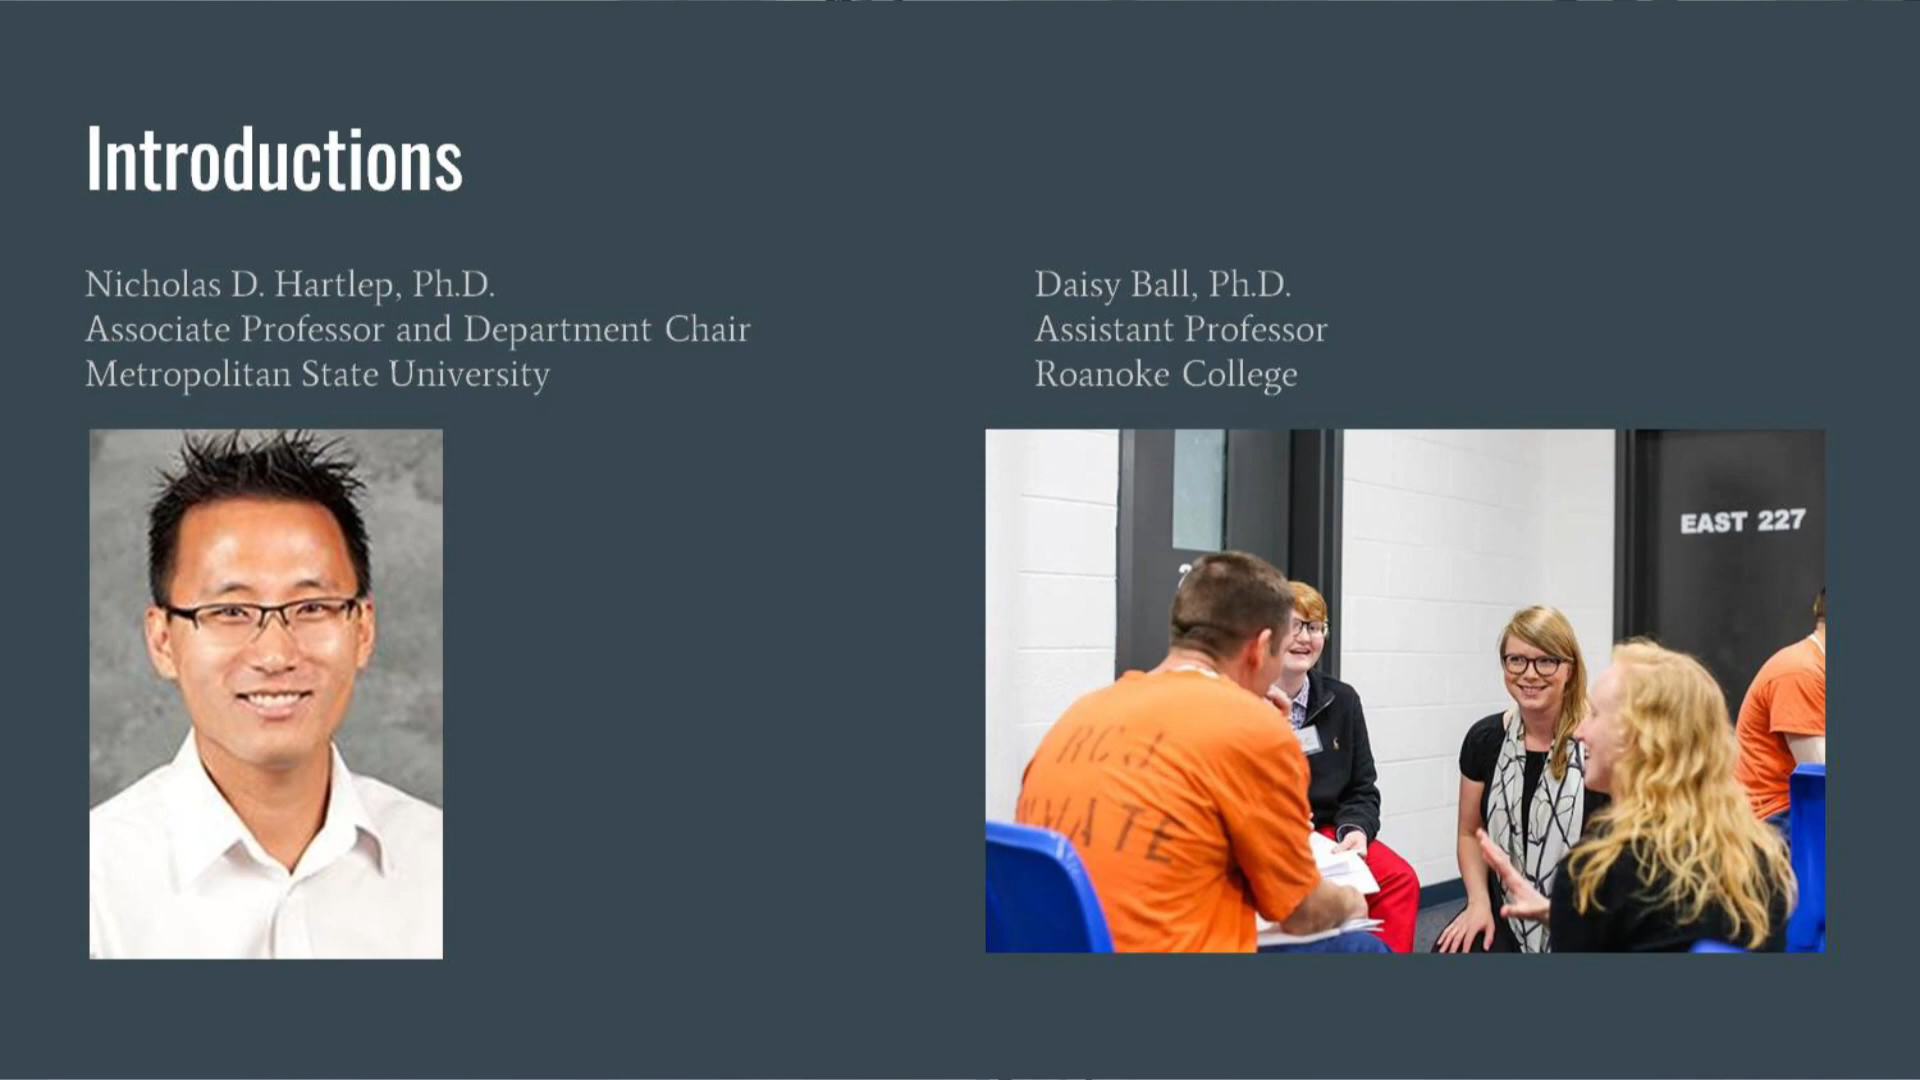 Introductions
Nicholas D. Hartlep, Ph.D.
Associate Professor and Department Chair
Metropolitan State University
Daisy Ball, Ph.D.
Assistant Professor
Roanoke College
EAST 227
RCJ